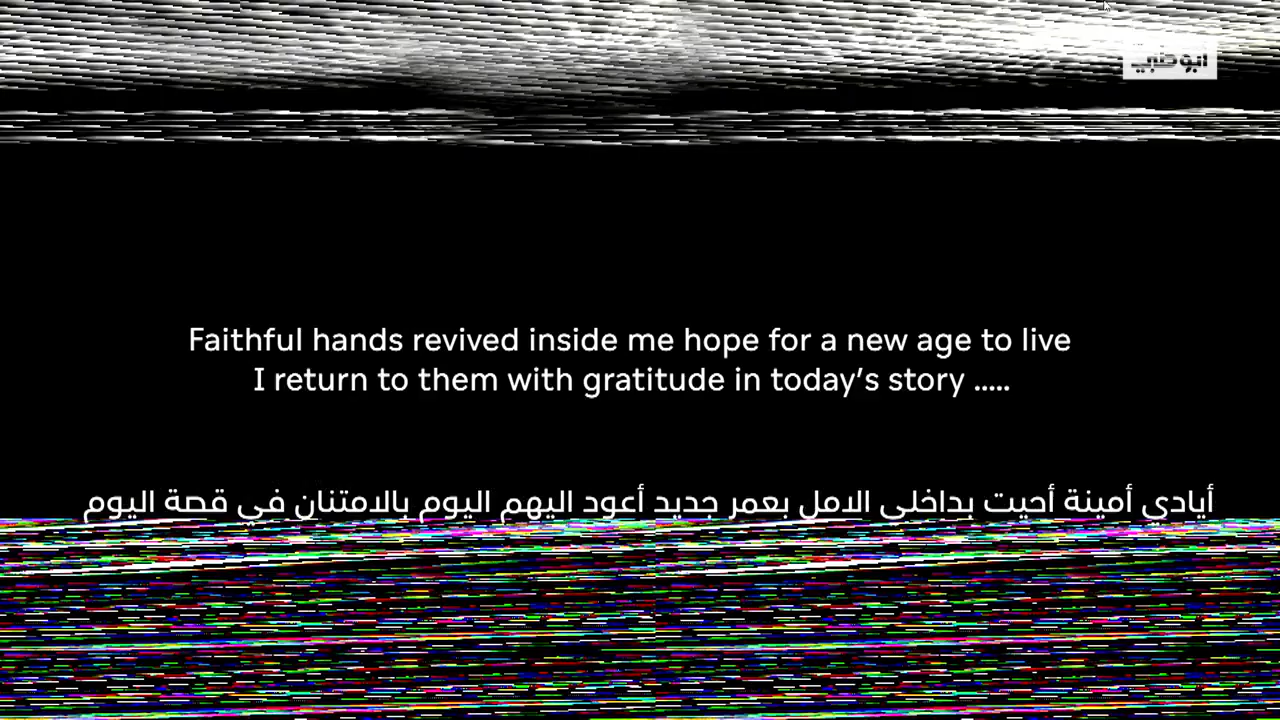 ابوظبي
Faithful hands revived inside me hope for a new age to live
I return to them with gratitude in today’s story .....
أيادي أمينة أحيت بداخلي الامل بعمر جديد أعود اليهم اليوم بالامتنان في قصة اليوم